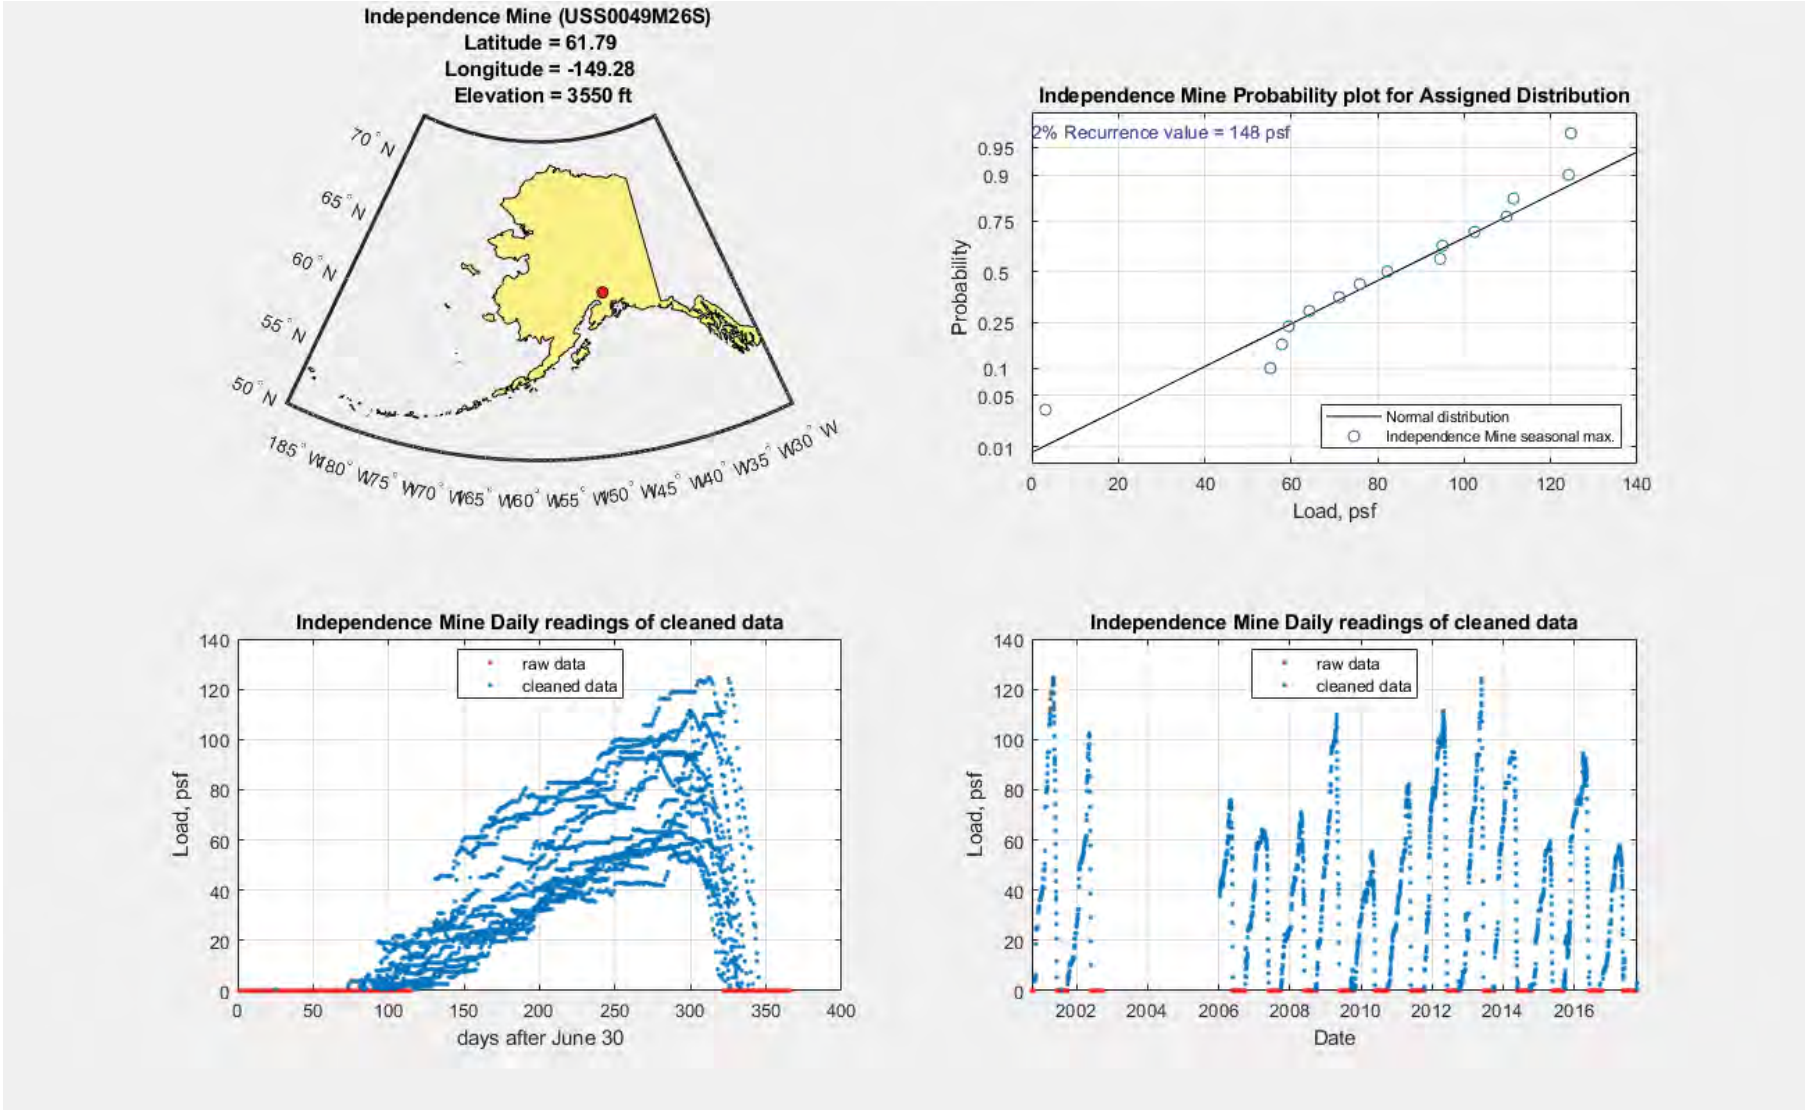 Independence Mine (USS0049M26S)
Latitude = 61.79
Longitude = -149.28
Elevation = 3550 ft
70° N
65° N
60° N
55° N
50° N
185° W
180° W
175° W
170° W
165° W
160° W
155° W
150° W
145° W
140° W
135° W
130° W
Independence Mine Probability plot for Assigned Distribution
2% Recurrence value = 148 psf
0.95
0.9
0.75
0.5
0.25
0.1
0.05
0.01
Probability
Normal distribution
Independence Mine seasonal max.
0 20 40 60 80 100 120 140
Load, psf
Independence Mine Daily readings of cleaned data
raw data
cleaned data
140
120
100
80
60
40
20
0
Load, psf
0 50 100 150 200 250 300 350 400
days after June 30
Independence Mine Daily readings of cleaned data
raw data
cleaned data
140
120
100
80
60
40
20
0
Load, psf
2002 2004 2006 2008 2010 2012 2014 2016
Date